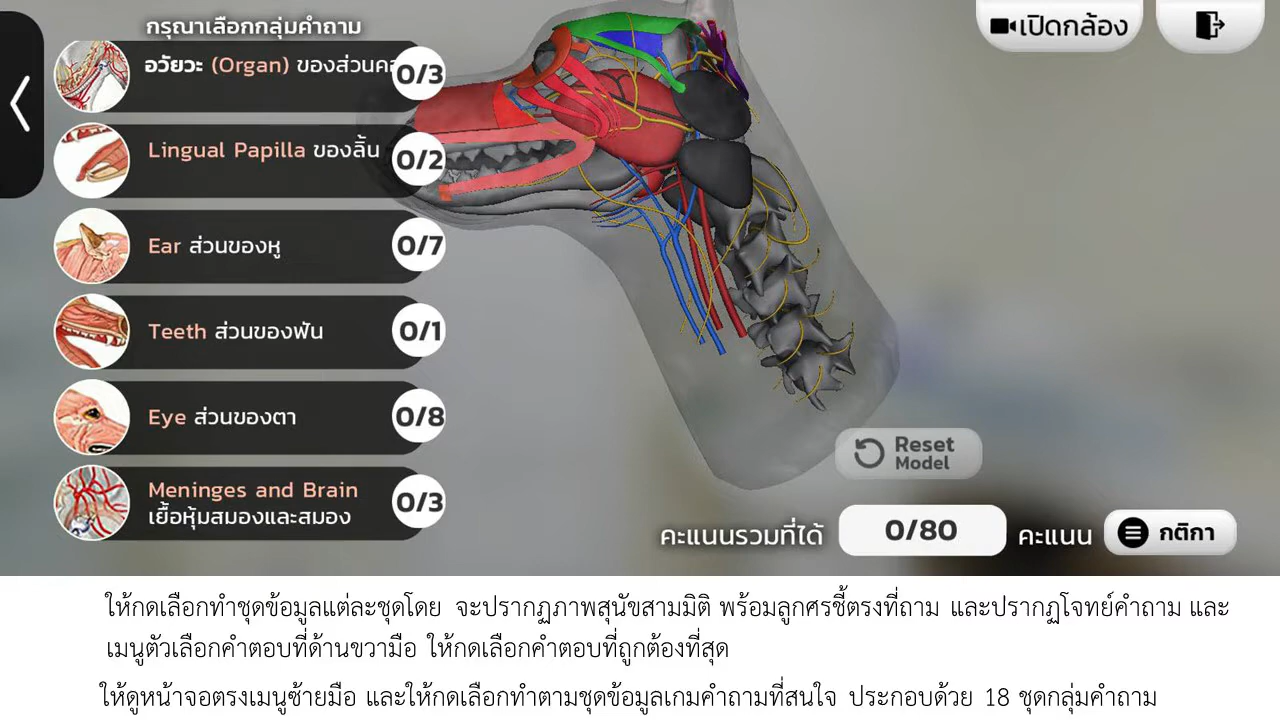 กรุณาเลือกกลุ่มคำถาม
อวัยวะ (Organ) ของส่วนคอ
0/3
Lingual Papilla ของลิ้น
0/2
Ear ส่วนของหู
0/7
Teeth ส่วนของฟัน
0/1
Eye ส่วนของตา
0/8
Meninges and Brain
เยื้อหุ้มสมองและสมอง
0/3
เปิดกล้อง
Reset
Model
คะแนนรวมที่ได้ 0/80 คะแนน
กติกา
ให้กดเลือกทำชุดข้อมูลแต่ละชุดโดย จะปรากฏภาพสุนัขสามมิติ พร้อมลูกศรชี้ตรงที่ถาม และปรากฏโจทย์คำถาม และ
เมนูตัวเลือกคำตอบที่ด้านขวามือ ให้กดเลือกคำตอบที่ถูกต้องที่สุด
ให้ดูหน้าจอตรงเมนูซ้ายมือ และให้กดเลือกทำตามชุดข้อมูลเกมคำถามที่สนใจ ประกอบด้วย 18 ชุดกลุ่มคำถาม